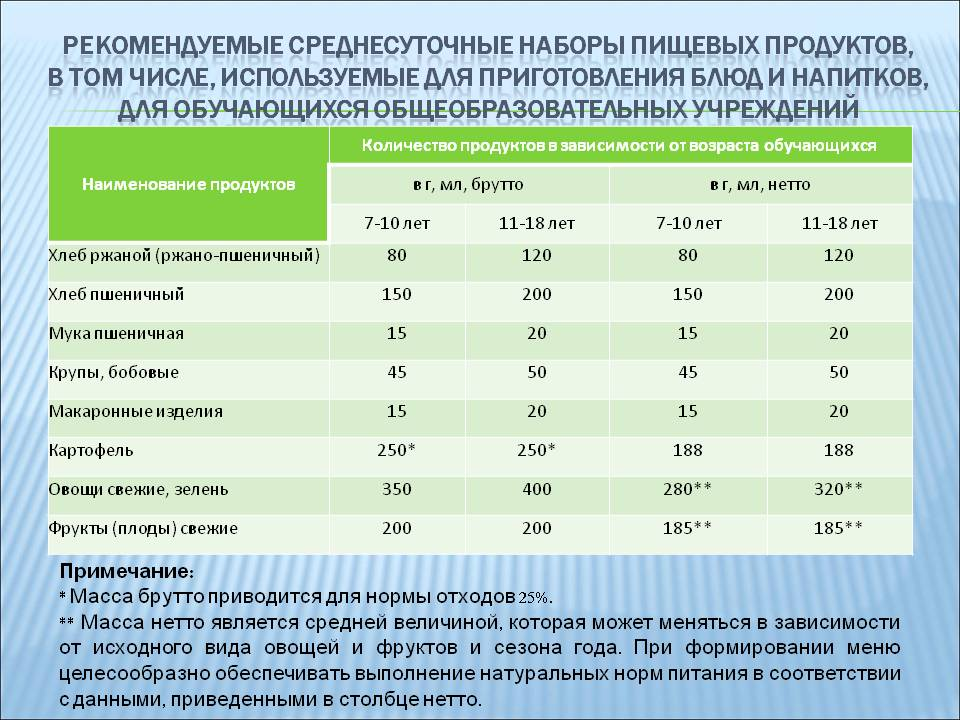 РЕКОМЕНДУЕМЫЕ СРЕДНЕСУТОЧНЫЕ НАБОРЫ ПИЩЕВЫХ ПРОДУКТОВ,
В ТОМ ЧИСЛЕ, ИСПОЛЬЗУЕМЫЕ ДЛЯ ПРИГОТОВЛЕНИЯ БЛЮД И НАПИТКОВ,
ДЛЯ ОБУЧАЮЩИХСЯ ОБЩЕОБРАЗОВАТЕЛЬНЫХ УЧРЕЖДЕНИЙ
Наименование продуктов
Количество продуктов в зависимости от возраста обучающихся
в г, мл, брутто в г, мл, нетто
7-10 лет 11-18 лет 7-10 лет 11-18 лет
Хлеб ржаной (ржано-пшеничный) 80 120 80 120
Хлеб пшеничный 150 200 150 200
Мука пшеничная 15 20 15 20
Крупы, бобовые 45 50 45 50
Макаронные изделия 15 20 15 20
Картофель 250* 250* 188 188
Овощи свежие, зелень 350 400 280** 320**
Фрукты (плоды) свежие 200 200 185** 185**
Примечание:
* Масса брутто приводится для нормы отходов 25%.
** Масса нетто является средней величиной, которая может меняться в зависимости
от исходного вида овощей и фруктов и сезона года. При формировании меню
целесообразно обеспечивать выполнение натуральных норм питания в соответствии
с данными, приведенными в столбце нетто.